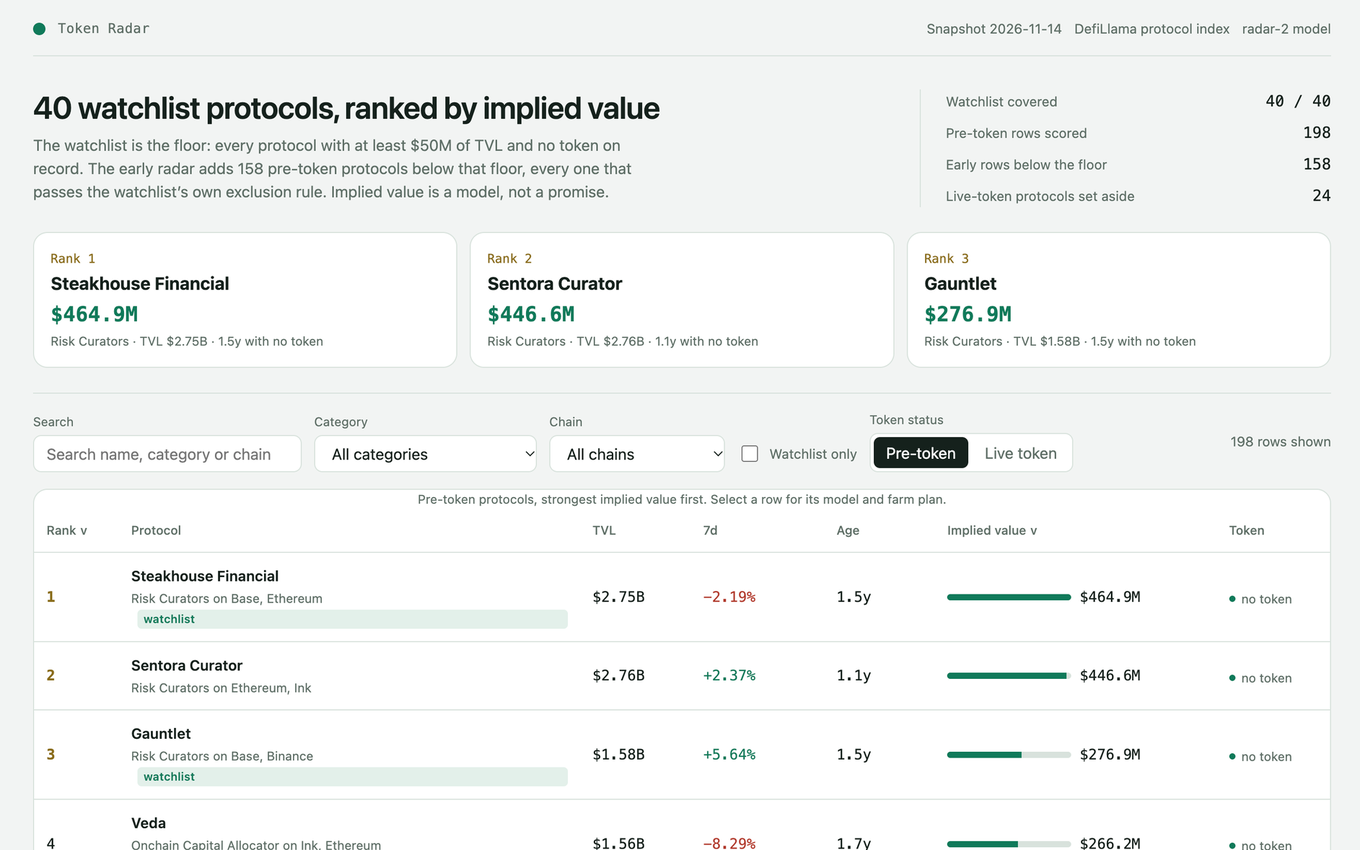 Token Radar
Snapshot 2026-11-14 DefiLlama protocol index radar-2 model
40 watchlist protocols, ranked by implied value
The watchlist is the floor: every protocol with at least $50M of TVL and no token on
record. The early radar adds 158 pre-token protocols below that floor, every one that
passes the watchlist's own exclusion rule. Implied value is a model, not a promise.
Watchlist covered 40 / 40
Pre-token rows scored 198
Early rows below the floor 158
Live-token protocols set aside 24
Rank 1
Steakhouse Financial
$464.9M
Risk Curators · TVL $2.75B · 1.5y with no token
Rank 2
Sentora Curator
$446.6M
Risk Curators · TVL $2.76B · 1.1y with no token
Rank 3
Gauntlet
$276.9M
Risk Curators · TVL $1.58B · 1.5y with no token
Search
Search name, category or chain
Category
All categories
Chain
All chains
Watchlist only
Token status
Pre-token Live token
198 rows shown
Pre-token protocols, strongest implied value first. Select a row for its model and farm plan.
Rank v Protocol TVL 7d Age Implied value v Token
1 Steakhouse Financial
Risk Curators on Base, Ethereum
watchlist
$2.75B −2.19% 1.5y $464.9M no token
2 Sentora Curator
Risk Curators on Ethereum, Ink
$2.76B +2.37% 1.1y $446.6M no token
3 Gauntlet
Risk Curators on Base, Binance
watchlist
$1.58B +5.64% 1.5y $276.9M no token
4 Veda
Onchain Capital Allocator on Ink, Ethereum
$1.56B −8.29% 1.7y $266.2M no token